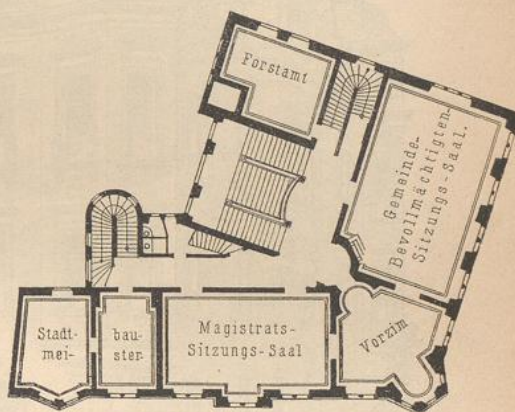 Forstamt
Gemeinde-
Bevollmächtigten-
Sitzungs-Saal.
Stadt-
mei-
bau-
ster
Magistrats-
Sitzungs-Saal
Vorzim